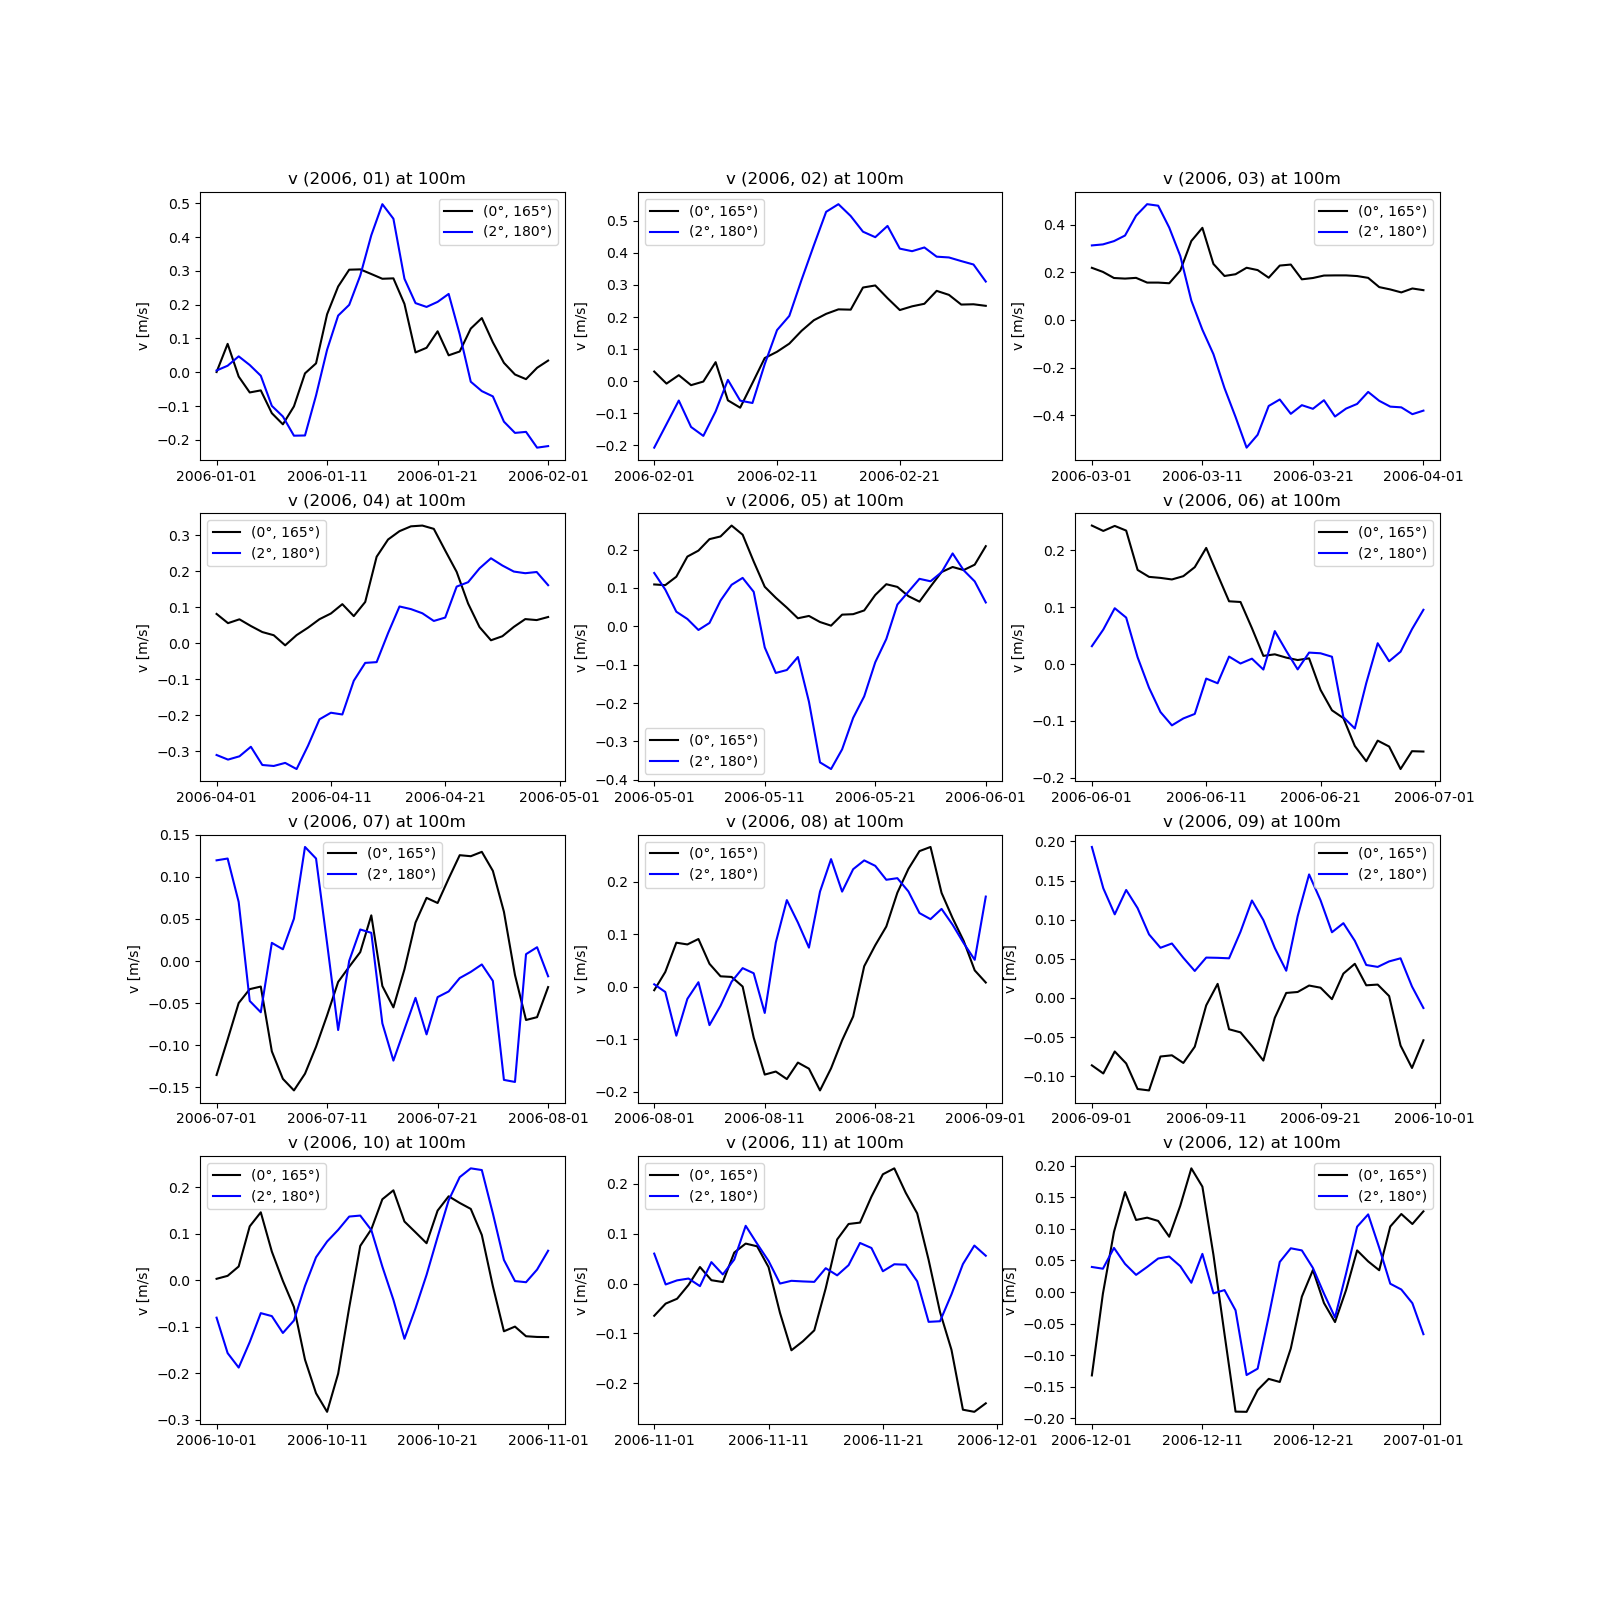 v (2006, 01) at 100m
v [m/s]
0.5
0.4
0.3
0.2
0.1
0.0
−0.1
−0.2
(0°, 165°)
(2°, 180°)
2006-01-01 2006-01-11 2006-01-21 2006-02-01
v (2006, 02) at 100m
v [m/s]
0.5
0.4
0.3
0.2
0.1
0.0
−0.1
−0.2
(0°, 165°)
(2°, 180°)
2006-02-01 2006-02-11 2006-02-21
v (2006, 03) at 100m
v [m/s]
0.4
0.2
0.0
−0.2
−0.4
(0°, 165°)
(2°, 180°)
2006-03-01 2006-03-11 2006-03-21 2006-04-01
v (2006, 04) at 100m
v [m/s]
0.3
0.2
0.1
0.0
−0.1
−0.2
−0.3
(0°, 165°)
(2°, 180°)
2006-04-01 2006-04-11 2006-04-21 2006-05-01
v (2006, 05) at 100m
v [m/s]
0.2
0.1
0.0
−0.1
−0.2
−0.3
−0.4
(0°, 165°)
(2°, 180°)
2006-05-01 2006-05-11 2006-05-21 2006-06-01
v (2006, 06) at 100m
v [m/s]
0.2
0.1
0.0
−0.1
−0.2
(0°, 165°)
(2°, 180°)
2006-06-01 2006-06-11 2006-06-21 2006-07-01
v (2006, 07) at 100m
v [m/s]
0.15
0.10
0.05
0.00
−0.05
−0.10
−0.15
(0°, 165°)
(2°, 180°)
2006-07-01 2006-07-11 2006-07-21 2006-08-01
v (2006, 08) at 100m
v [m/s]
0.2
0.1
0.0
−0.1
−0.2
(0°, 165°)
(2°, 180°)
2006-08-01 2006-08-11 2006-08-21 2006-09-01
v (2006, 09) at 100m
v [m/s]
0.20
0.15
0.10
0.05
0.00
−0.05
−0.10
(0°, 165°)
(2°, 180°)
2006-09-01 2006-09-11 2006-09-21 2006-10-01
v (2006, 10) at 100m
v [m/s]
0.2
0.1
0.0
−0.1
−0.2
−0.3
(0°, 165°)
(2°, 180°)
2006-10-01 2006-10-11 2006-10-21 2006-11-01
v (2006, 11) at 100m
v [m/s]
0.2
0.1
0.0
−0.1
−0.2
(0°, 165°)
(2°, 180°)
2006-11-01 2006-11-11 2006-11-21 2006-12-01
v (2006, 12) at 100m
v [m/s]
0.20
0.15
0.10
0.05
0.00
−0.05
−0.10
−0.15
−0.20
(0°, 165°)
(2°, 180°)
2006-12-01 2006-12-11 2006-12-21 2007-01-01